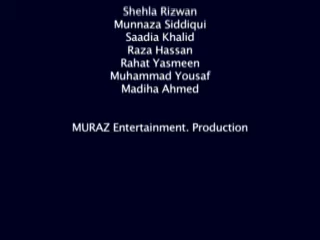 Shehla Rizwan
Munnaza Siddiqui
Saadia Khalid
Raza Hassan
Rahat Yasmeen
Muhammad Yousaf
Madiha Ahmed
MURAZ Entertainment. Production